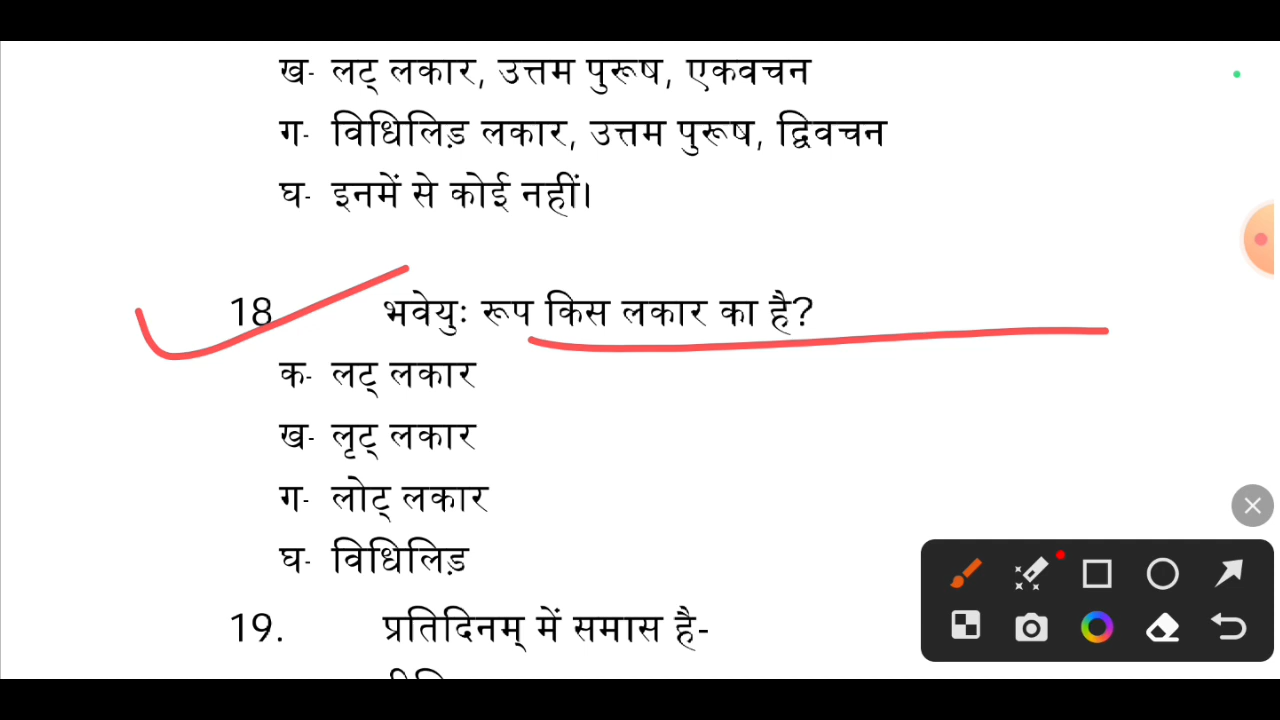 ख- लट् लकार, उत्तम पुरूष, एकवचन
ग- विधिलिड़ लकार, उत्तम पुरूष, द्विवचन
घ- इनमें से कोई नहीं।
18 भवेयुः रूप किस लकार का है?
क- लट् लकार
ख- लृट् लकार
ग- लोट् लकार
घ- विधिलिड़
19. प्रतिदिनम् में समास है-